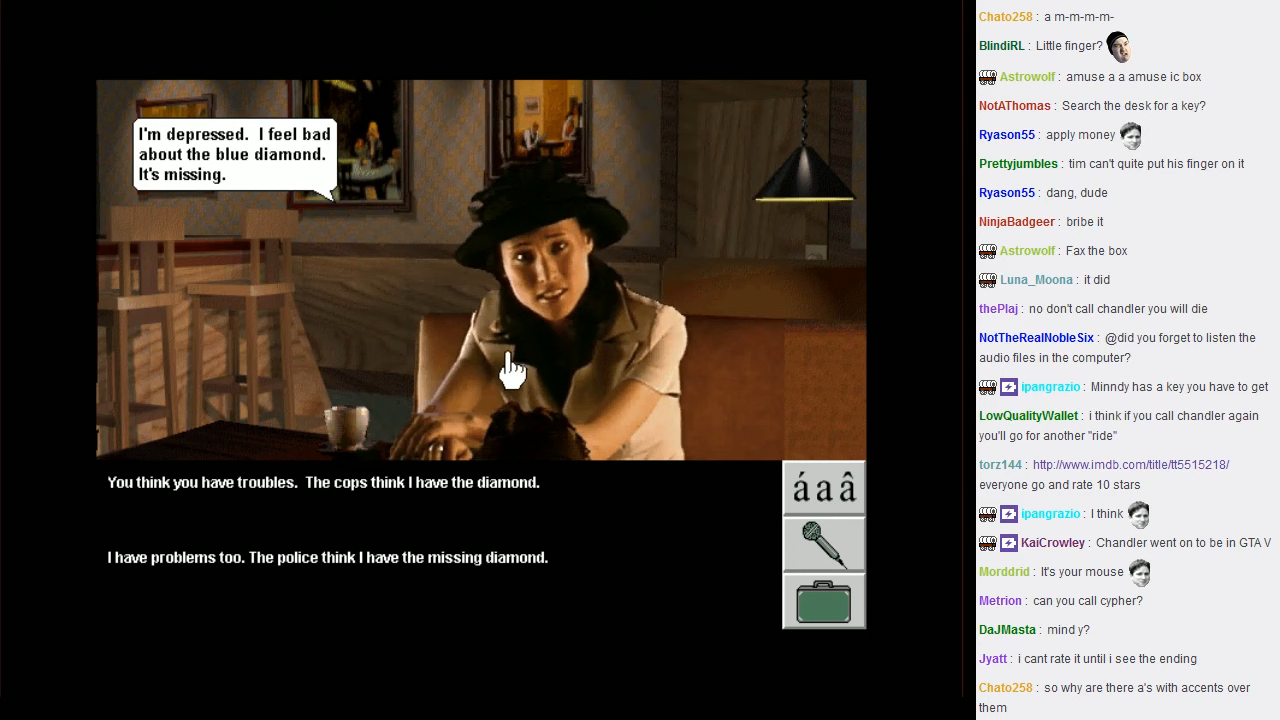 I'm depressed.  I feel bad
about the blue diamond.
It's missing.
You think you have troubles.  The cops think I have the diamond.
I have problems too. The police think I have the missing diamond.
á a â
Chato258 : a m-m-m-m-
BlindiRL : Little finger?
Astrowolf : amuse a a amuse ic box
NotAThomas : Search the desk for a key?
Ryason55 : apply money
Prettyjumbles : tim can't quite put his finger on it
Ryason55 : dang, dude
NinjaBadgeer : bribe it
Astrowolf : Fax the box
Luna_Moona : it did
thePlaj : no don't call chandler you will die
NotTheRealNobleSix : @did you forget to listen the
audio files in the computer?
ipangrazio : Minndy has a key you have to get
LowQualityWallet : i think if you call chandler again
you'll go for another "ride"
torz144 : http://www.imdb.com/title/tt5515218/
everyone go and rate 10 stars
ipangrazio : I think
KaiCrowley : Chandler went on to be in GTA V
Morddrid : It's your mouse
Metrion : can you call cypher?
DaJMasta : mind y?
Jyatt : i cant rate it until i see the ending
Chato258 : so why are there a's with accents over
them